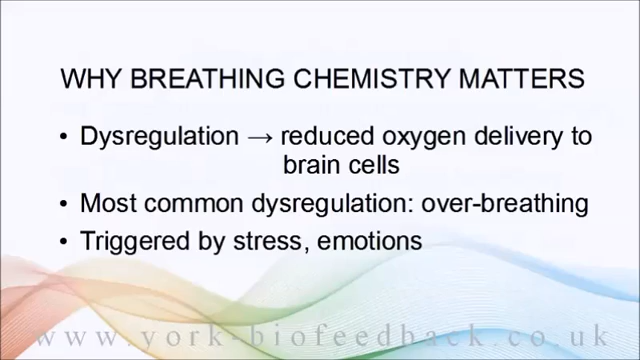 WHY BREATHING CHEMISTRY MATTERS
• Dysregulation → reduced oxygen delivery to
brain cells
• Most common dysregulation: over-breathing
• Triggered by stress, emotions
www.york-biofeedback.co.uk